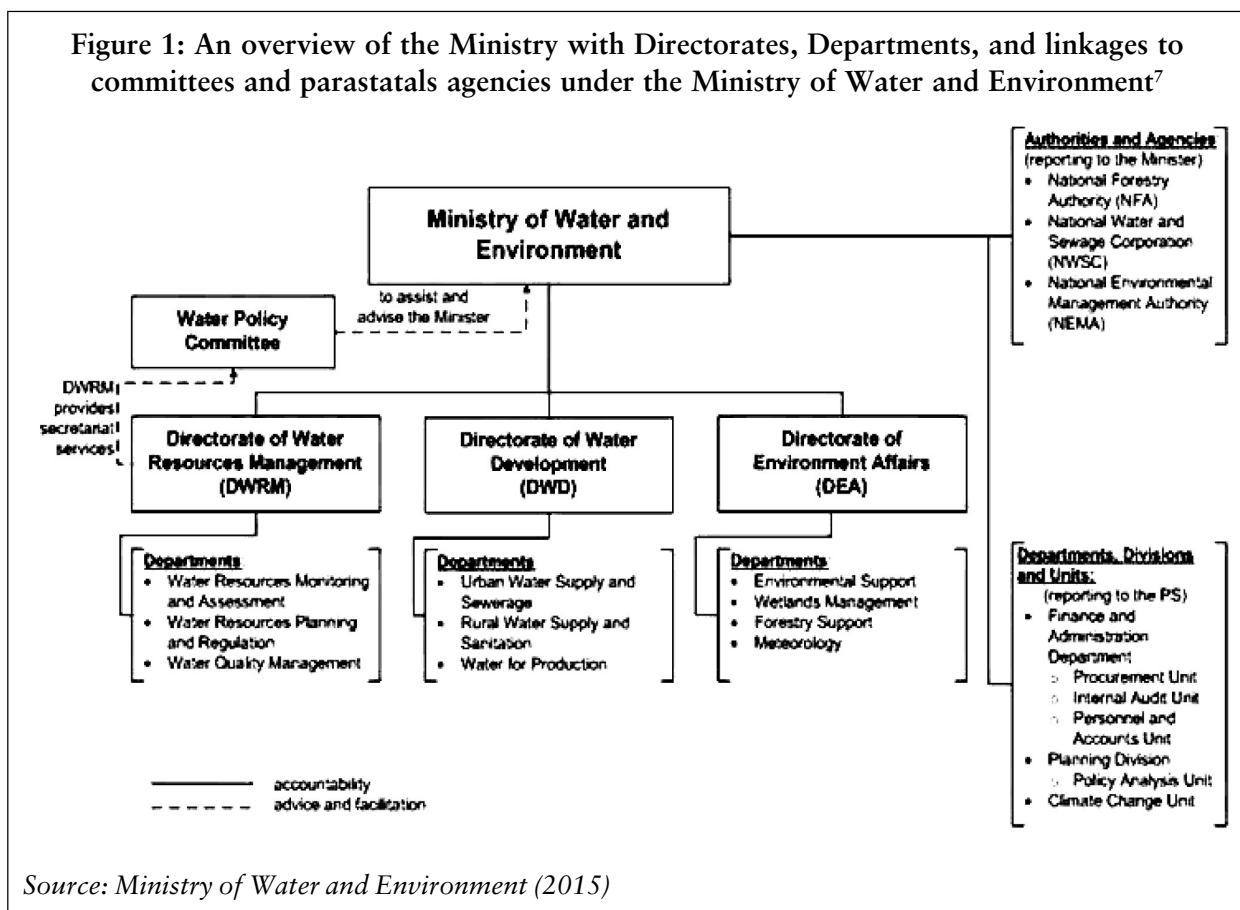 Figure 1: An overview of the Ministry with Directorates, Departments, and linkages to
committees and parastatals agencies under the Ministry of Water and Environment7
Ministry of Water and
Environment
to assist and
advise the Minister
Water Policy
Committee
DWRM
provides
secretariat
services
Directorate of Water
Resources Management
(DWRM)
Directorate of Water
Development
(DWD)
Directorate of
Environment Affairs
(DEA)
Departments
• Water Resources Monitoring
and Assessment
• Water Resources Planning
and Regulation
• Water Quality Management
Departments
• Urban Water Supply and
Sewerage
• Rural Water Supply and
Sanitation
• Water for Production
Departments
• Environmental Support
• Wetlands Management
• Forestry Support
• Meteorology
Authorities and Agencies
(reporting to the Minister)
• National Forestry
Authority (NFA)
• National Water and
Sewage Corporation
(NWSC)
• National Environmental
Management Authority
(NEMA)
Departments, Divisions
and Units:
(reporting to the PS)
• Finance and
Administration
Department
○ Procurement Unit
○ Internal Audit Unit
○ Personnel and
Accounts Unit
• Planning Division
○ Policy Analysis Unit
• Climate Change Unit
accountability
advice and facilitation
Source: Ministry of Water and Environment (2015)